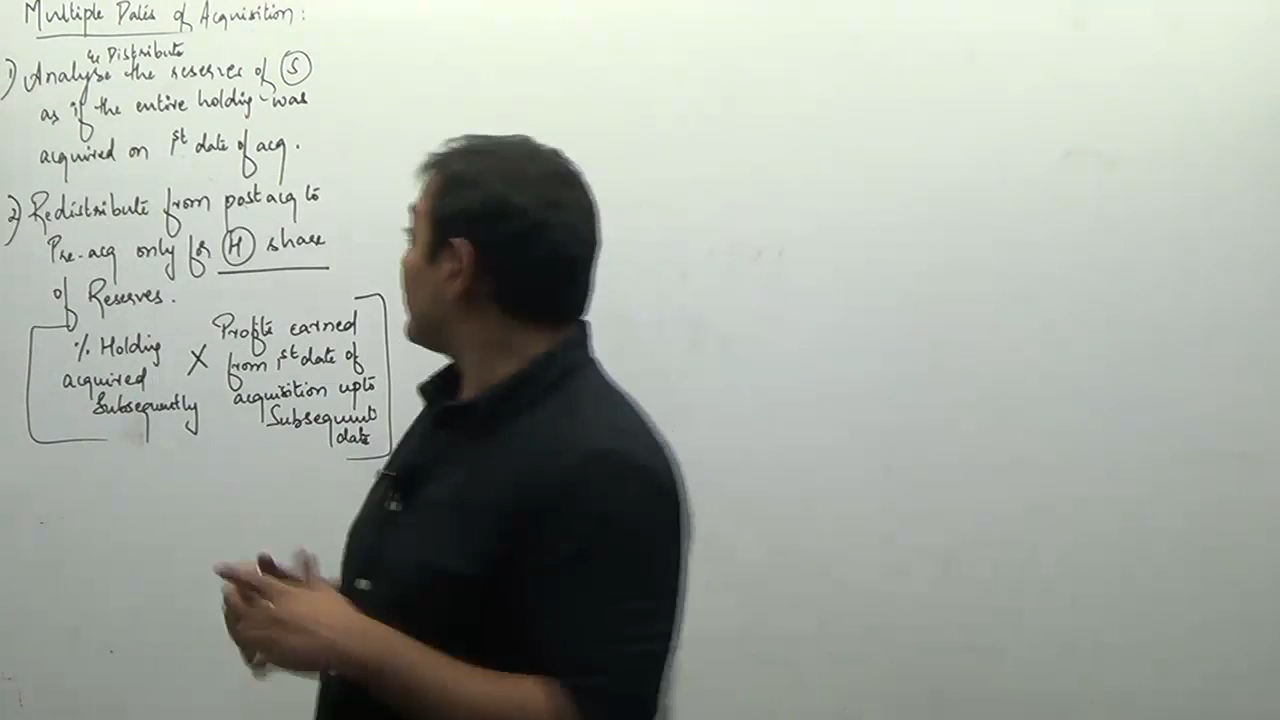 Multiple Dates of Acquisition:
& Distribute
1) Analyse the reserves of (S)
as if the entire holding was
acquired on 1st date of acq.
2) Redistribute from post acq to
Pre-acq only for (H) share
of Reserves.
% Holding acquired Subsequently X Profit earned from 1st date of acquisition upto Subsequent date